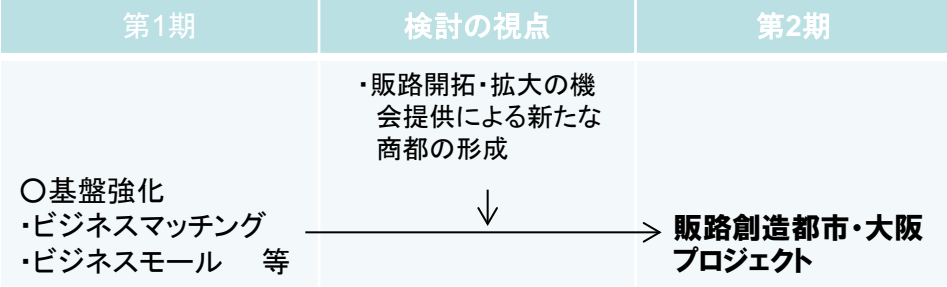 第1期
検討の視点
第2期
・販路開拓・拡大の機
会提供による新たな
商都の形成
〇基盤強化
・ビジネスマッチング
・ビジネスモール 等
販路創造都市・大阪
プロジェクト